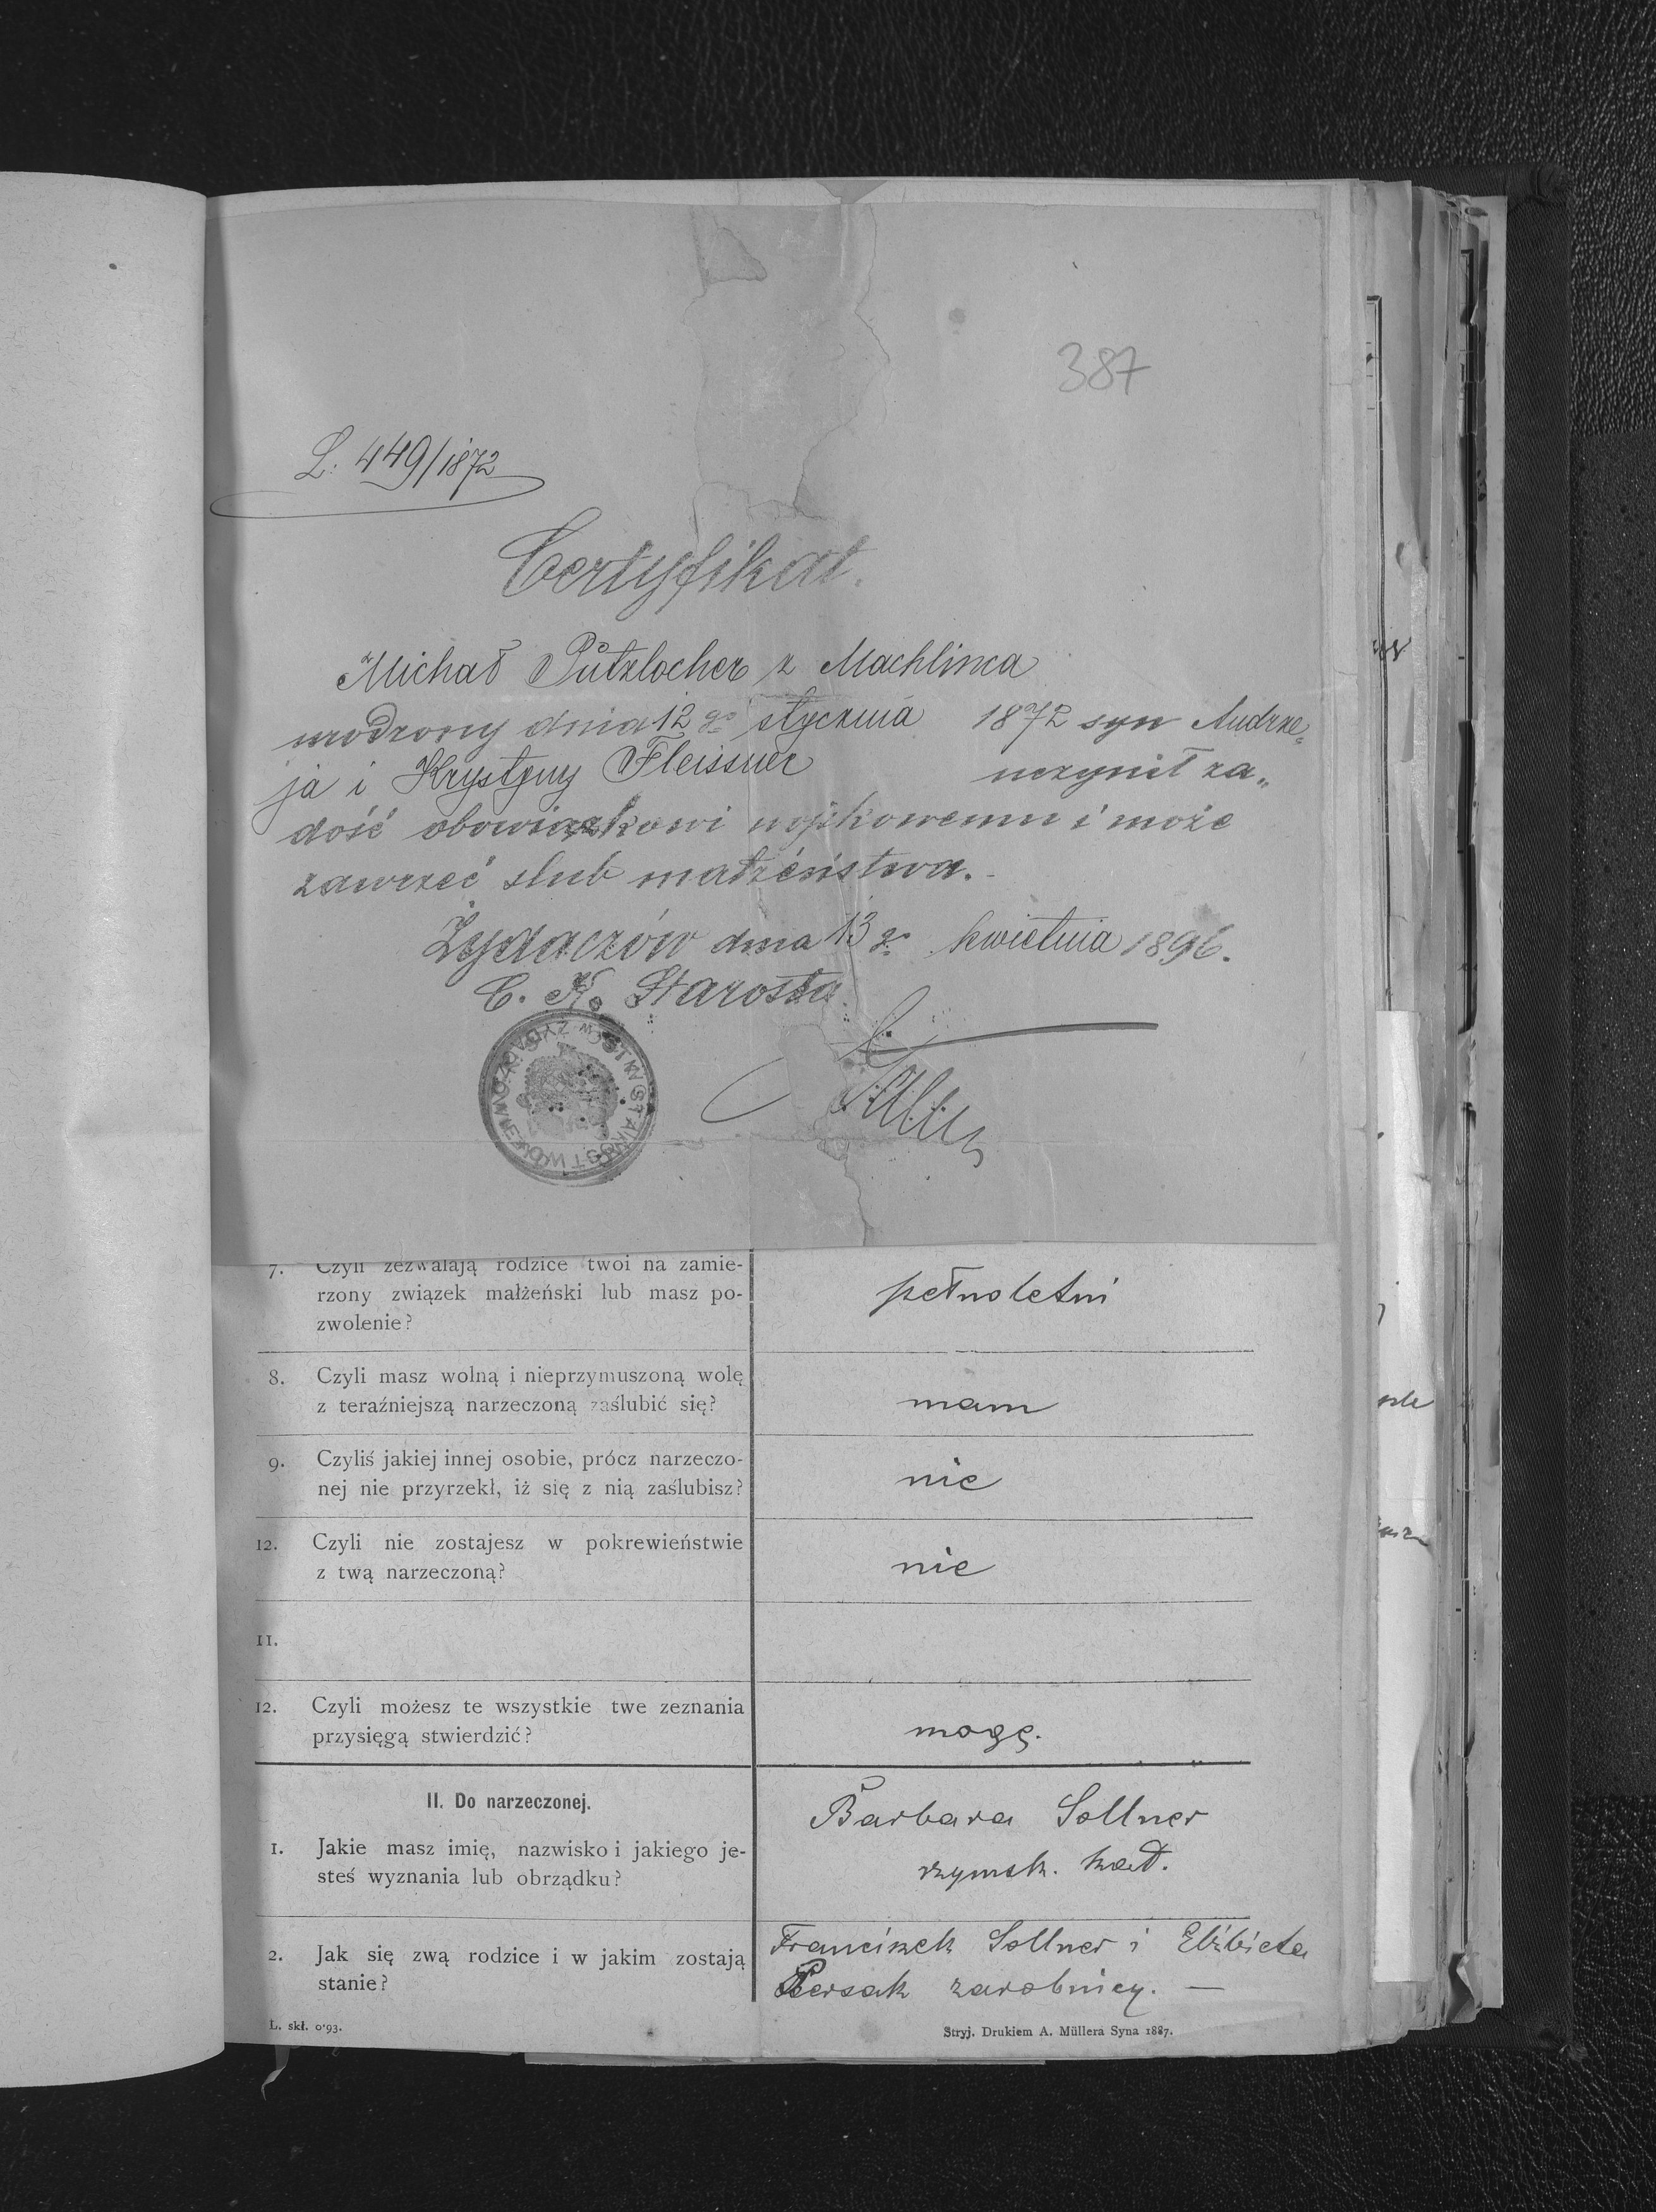 387
L. 449/1872
Certyfikat.
Michał Putzlocher z Machlinca
urodzony dnia 12 go stycznia 1872 syn Andrze„
ja i Krystyny Fleissner uczynił za„
dość obowiązkowi wojskowemu i może
zawrzeć slub małżeństwa.
Żydaczów dnia 13 go kwietnia 1896.
C. K. Starosta
7. Czyli zezwalają rodzice twoi na zamie-
rzony związek małżeński lub masz po-
zwolenie?
pełnoletni
8. Czyli masz wolną i nieprzymuszoną wolę
z teraźniejszą narzeczoną zaślubić się?
mam
9. Czyliś jakiej innej osobie, prócz narzeczo-
nej nie przyrzekł, iż się z nią zaślubisz?
nie
12. Czyli nie zostajesz w pokrewieństwie
z twą narzeczoną?
nie
11.
12. Czyli możesz te wszystkie twe zeznania
przysięgą stwierdzić?
mogę.
II. Do narzeczonej.
1. Jakie masz imię, nazwisko i jakiego je-
steś wyznania lub obrządku?
Barbara Sollner
rzymsk. kat.
2. Jak się zwą rodzice i w jakim zostają
stanie?
Franciszek Sollner i Elżbieta
Persak zarobnicy. —
L. skł. 0·93.
Stryj. Drukiem A. Müllera Syna 1887.